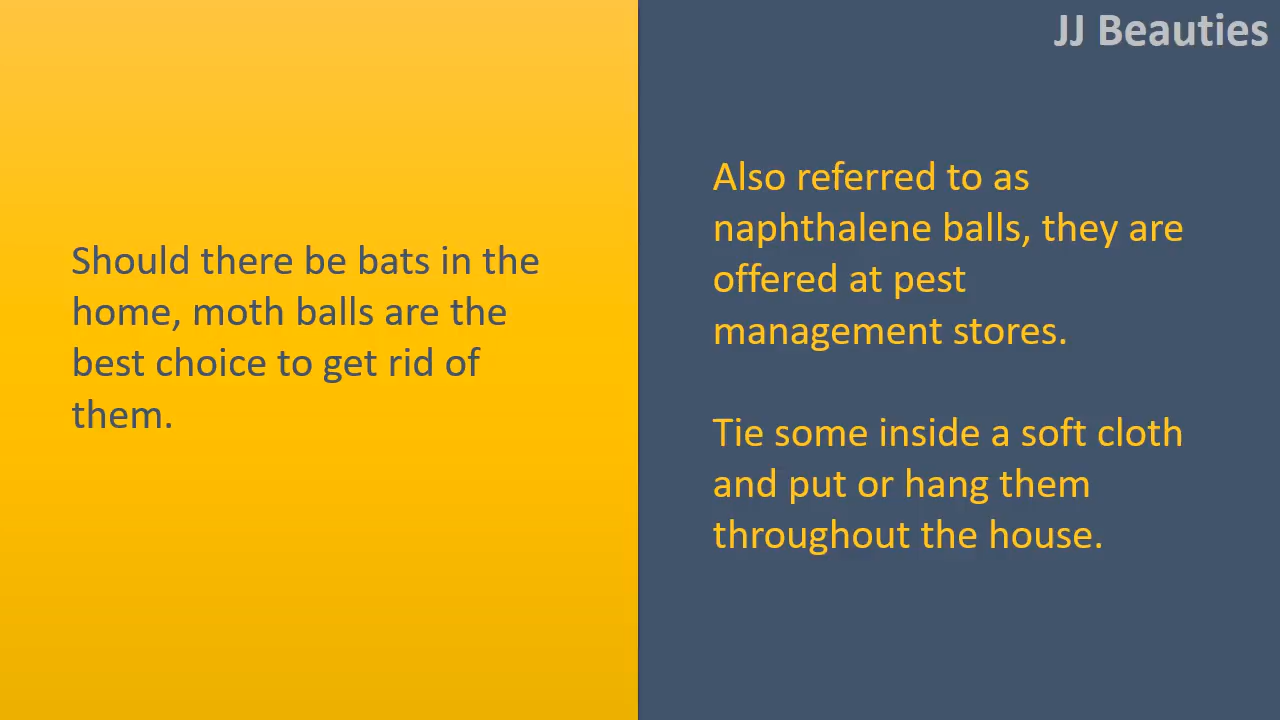 JJ Beauties
Should there be bats in the
home, moth balls are the
best choice to get rid of
them.
Also referred to as
naphthalene balls, they are
offered at pest
management stores.
Tie some inside a soft cloth
and put or hang them
throughout the house.